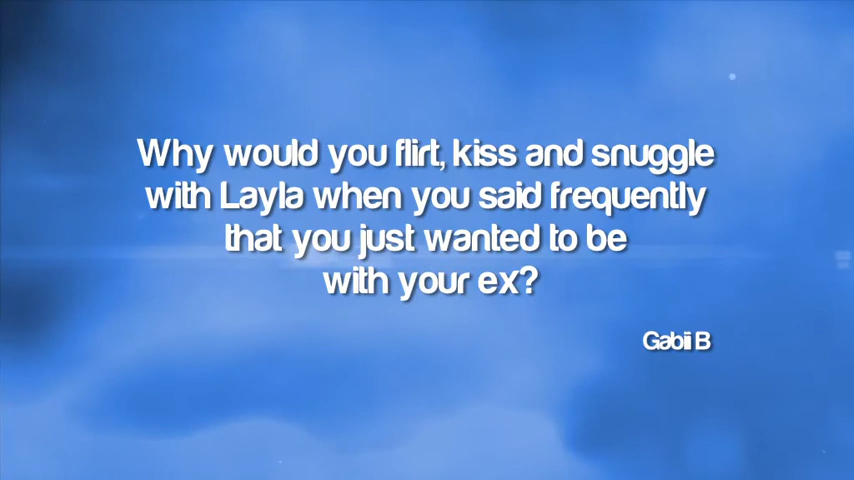 Why would you flirt, kiss and snuggle
with Layla when you said frequently
that you just wanted to be
with your ex?
Gabii B